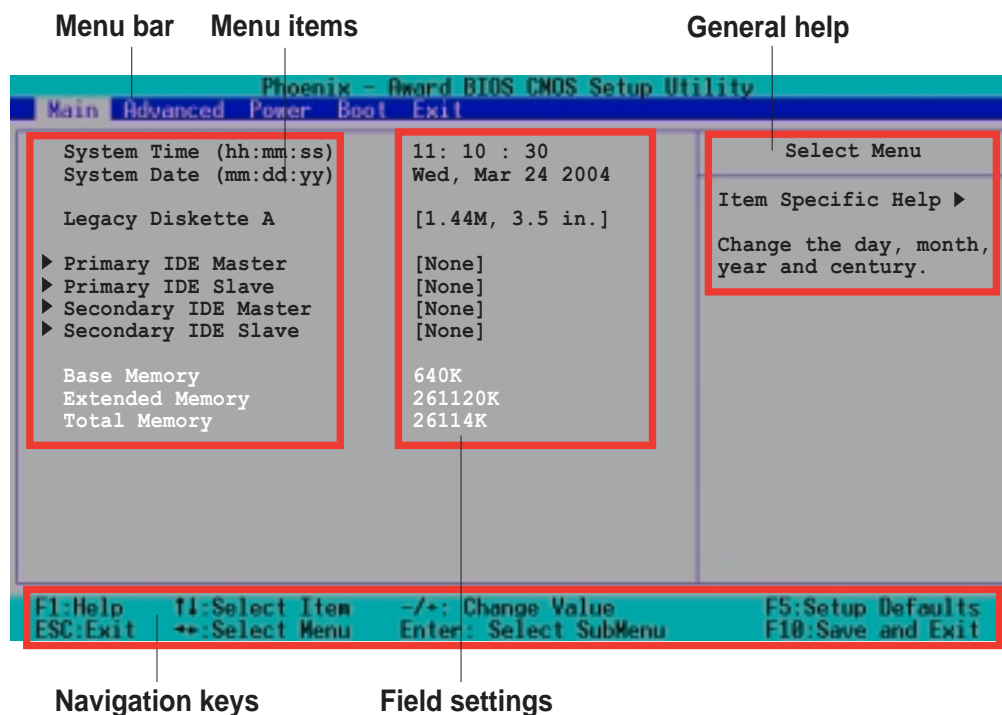 Menu bar Menu items General help
Phoenix - Award BIOS CMOS Setup Utility
Main Advanced Power Boot Exit
System Time (hh:mm:ss) 11: 10 : 30
System Date (mm:dd:yy) Wed, Mar 24 2004
Legacy Diskette A [1.44M, 3.5 in.]
▶ Primary IDE Master [None]
▶ Primary IDE Slave [None]
▶ Secondary IDE Master [None]
▶ Secondary IDE Slave [None]
Base Memory 640K
Extended Memory 261120K
Total Memory 26114K
Select Menu
Item Specific Help ▶
Change the day, month,
year and century.
F1:Help ↑↓:Select Item -/+: Change Value F5:Setup Defaults
ESC:Exit ←→:Select Menu Enter: Select SubMenu F10:Save and Exit
Navigation keys Field settings